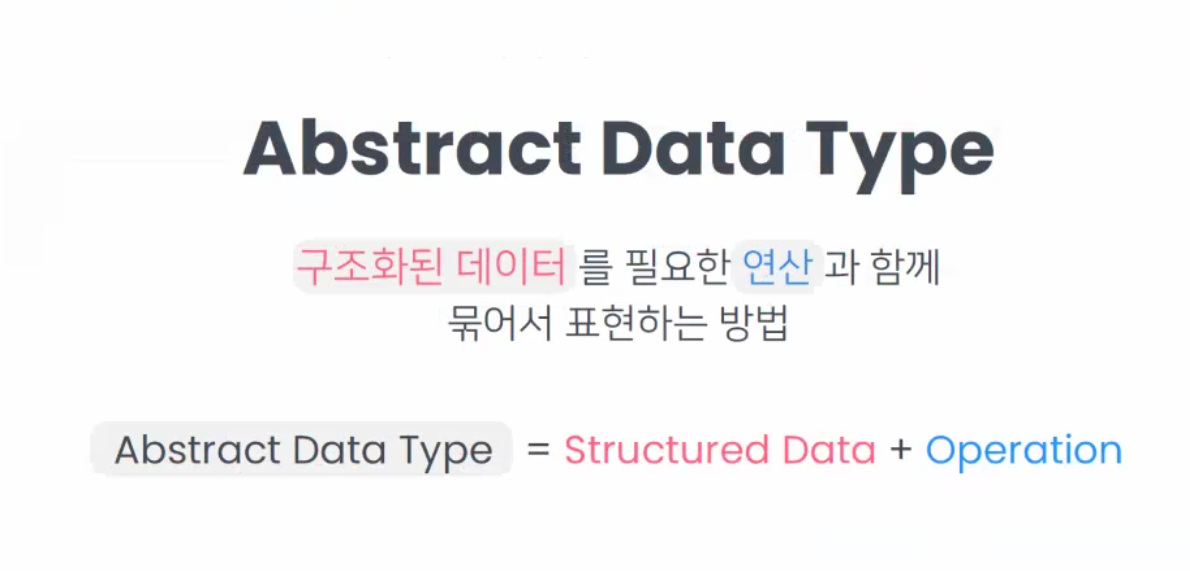 Abstract Data Type
구조화된 데이터를 필요한 연산과 함께
묶어서 표현하는 방법
Abstract Data Type = Structured Data + Operation